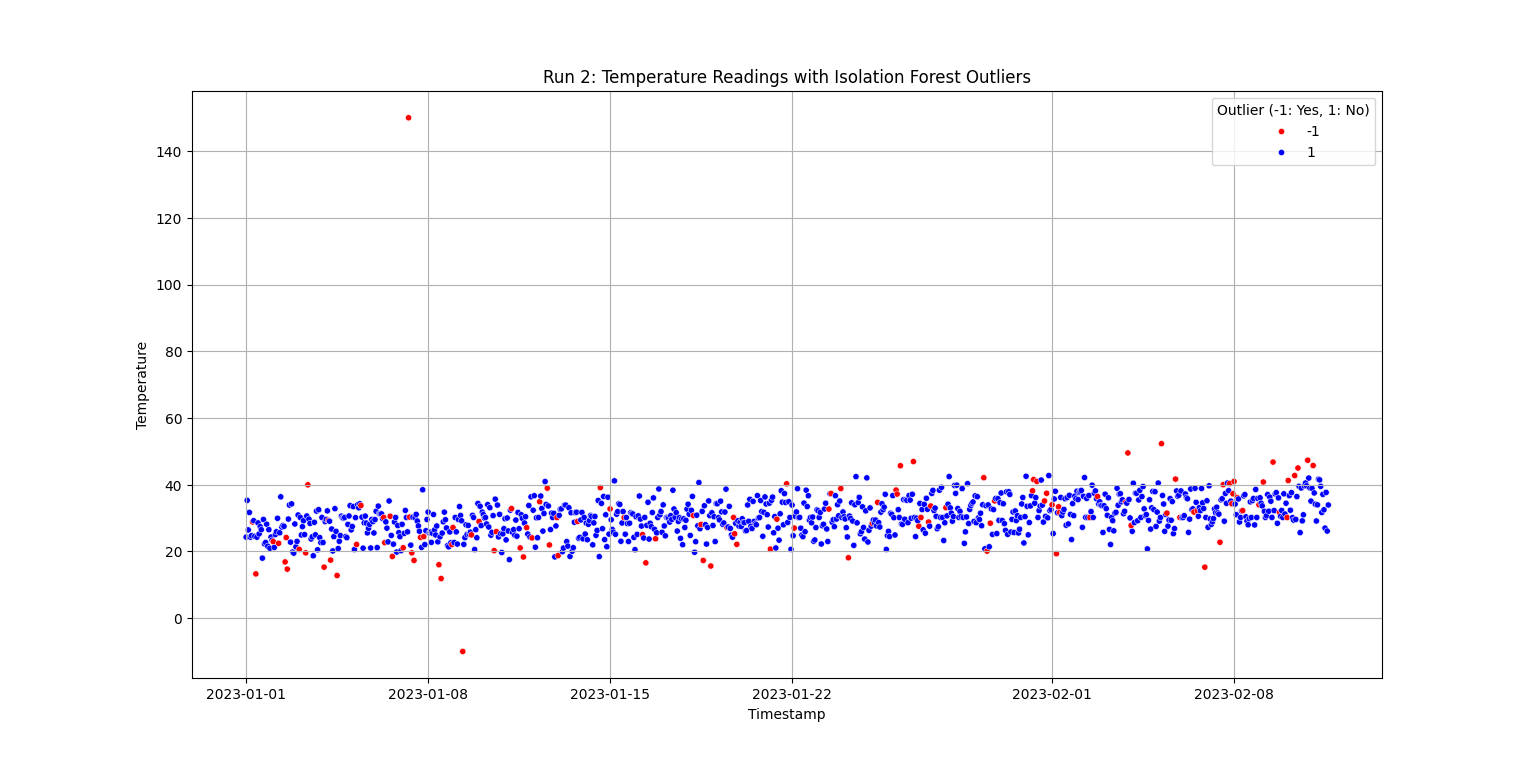 Run 2: Temperature Readings with Isolation Forest Outliers
Outlier (-1: Yes, 1: No)
-1
1
140
120
100
80
60
40
20
0
Temperature
2023-01-01 2023-01-08 2023-01-15 2023-01-22 2023-02-01 2023-02-08
Timestamp